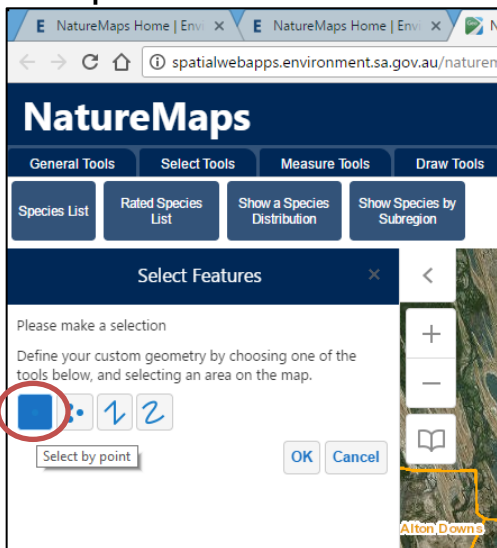 E NatureMaps Home | Envi
E NatureMaps Home | Envi
spatialwebapps.environment.sa.gov.au/naturem
NatureMaps
General Tools
Select Tools
Measure Tools
Draw Tools
Species List
Rated Species
List
Show a Species
Distribution
Show Species by
Subregion
Select Features
Please make a selection
Define your custom geometry by choosing one of the
tools below, and selecting an area on the map.
Select by point
OK
Cancel
Alton Downs